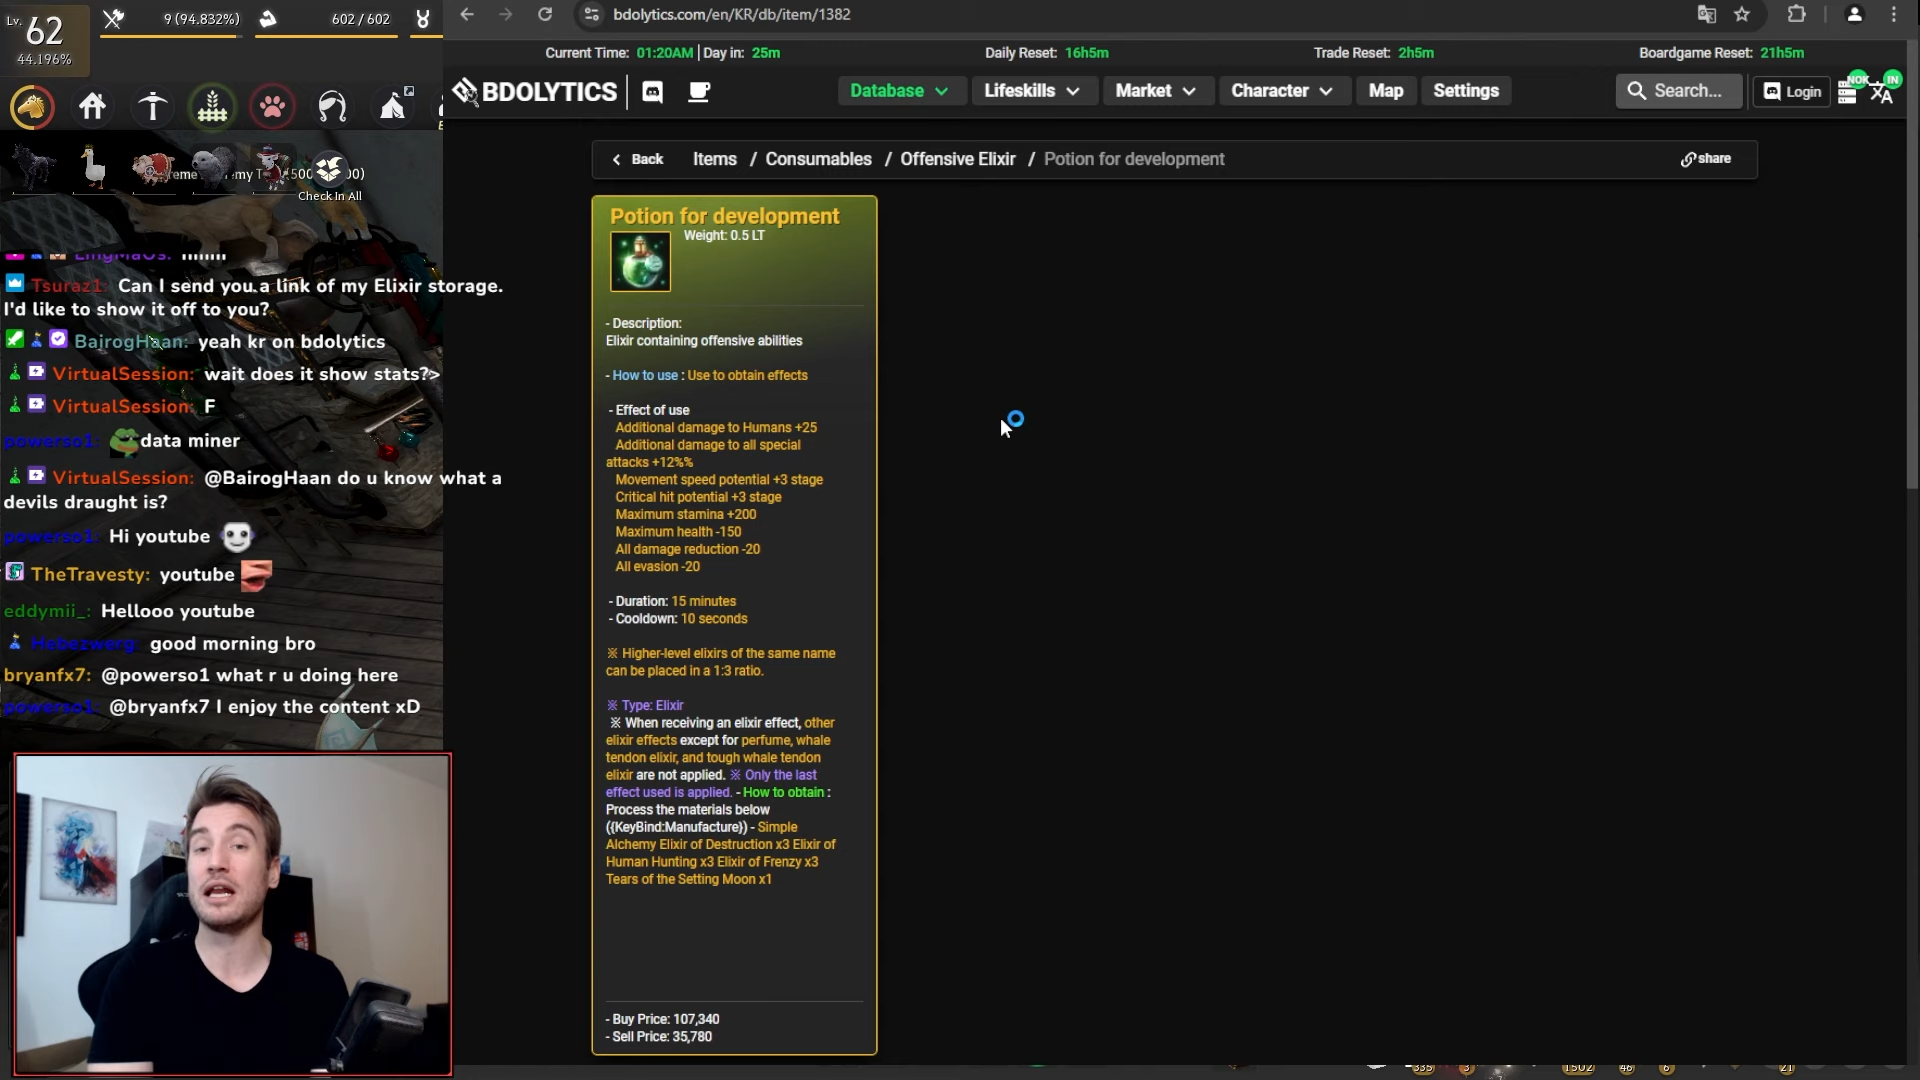 Lv. 62
44.196%
9 (94.832%)
602 / 602
Check In All
Tsuraz1: Can I send you a link of my Elixir storage.
I'd like to show it off to you?
BairogHaan: yeah kr on bdolytics
VirtualSession: wait does it show stats?>
VirtualSession: F
powerso1: data miner
VirtualSession: @BairogHaan do u know what a
devils draught is?
powerso1: Hi youtube
TheTravesty: youtube
eddymii_: Hellooo youtube
Hebezwerg: good morning bro
bryanfx7: @powerso1 what r u doing here
powerso1: @bryanfx7 I enjoy the content xD
bdolytics.com/en/KR/db/item/1382
Current Time: 01:20AM | Day in: 25m
Daily Reset: 16h5m
Trade Reset: 2h5m
Boardgame Reset: 21h5m
BDOLYTICS
Database
Lifeskills
Market
Character
Map
Settings
Search...
Login
NOK
IN
Back
Items / Consumables / Offensive Elixir / Potion for development
share
Potion for development
Weight: 0.5 LT
- Description:
Elixir containing offensive abilities
- How to use : Use to obtain effects
- Effect of use
Additional damage to Humans +25
Additional damage to all special
attacks +12%%
Movement speed potential +3 stage
Critical hit potential +3 stage
Maximum stamina +200
Maximum health -150
All damage reduction -20
All evasion -20
- Duration: 15 minutes
- Cooldown: 10 seconds
※ Higher-level elixirs of the same name
can be placed in a 1:3 ratio.
※ Type: Elixir
※ When receiving an elixir effect, other
elixir effects except for perfume, whale
tendon elixir, and tough whale tendon
elixir are not applied. ※ Only the last
effect used is applied. - How to obtain :
Process the materials below
({KeyBind:Manufacture}) - Simple
Alchemy Elixir of Destruction x3 Elixir of
Human Hunting x3 Elixir of Frenzy x3
Tears of the Setting Moon x1
- Buy Price: 107,340
- Sell Price: 35,780